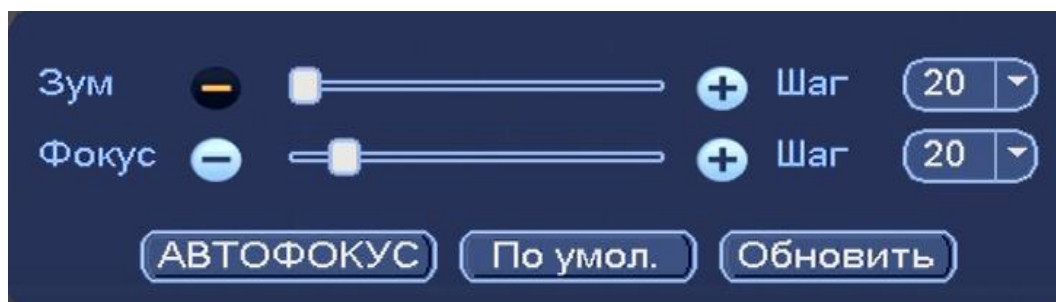 Зум Шаг 20
Фокус Шаг 20
АВТОФОКУС По умол. Обновить